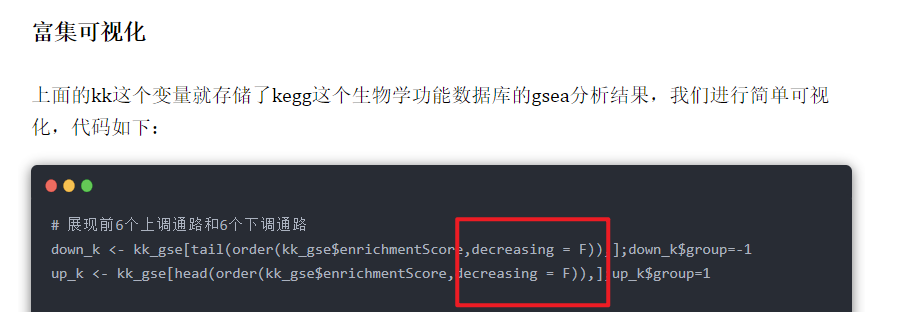 富集可视化
上面的kk这个变量就存储了kegg这个生物学功能数据库的gsea分析结果，我们进行简单可视
化，代码如下：
# 展现前6个上调通路和6个下调通路
down_k <- kk_gse[tail(order(kk_gse$enrichmentScore,decreasing = F)),];down_k$group=-1
up_k <- kk_gse[head(order(kk_gse$enrichmentScore,decreasing = F)),];up_k$group=1